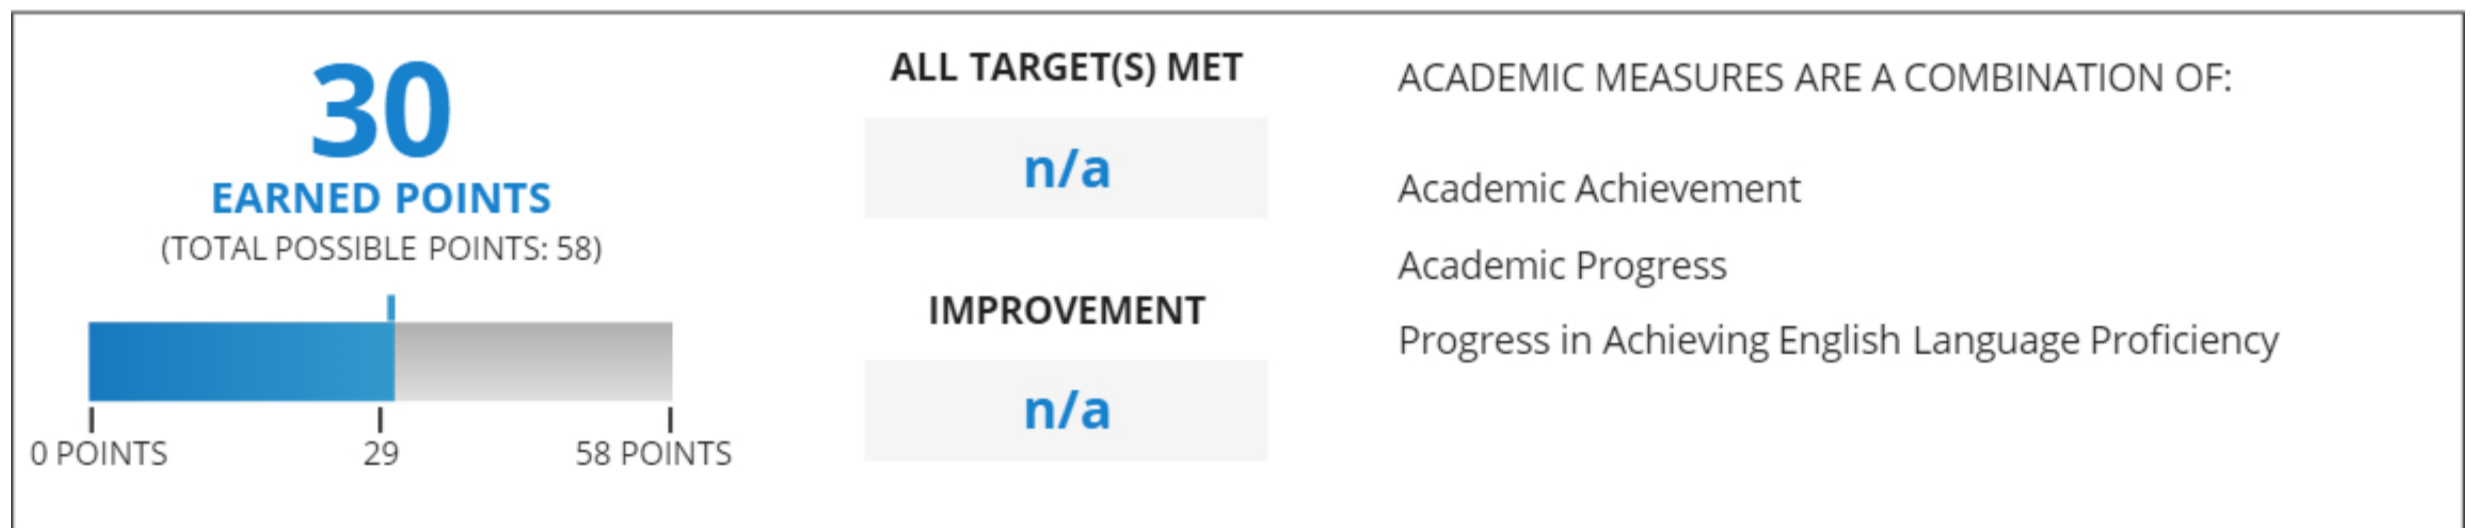 30
EARNED POINTS
(TOTAL POSSIBLE POINTS: 58)
0 POINTS
29
58 POINTS
ALL TARGET(S) MET
n/a
IMPROVEMENT
n/a
ACADEMIC MEASURES ARE A COMBINATION OF:
Academic Achievement
Academic Progress
Progress in Achieving English Language Proficiency